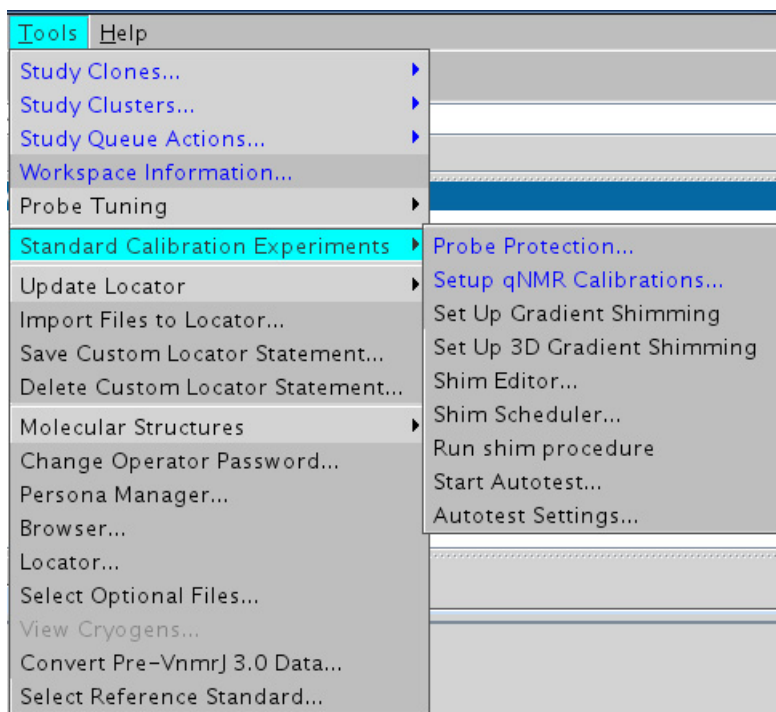 Tools Help
Study Clones...
Study Clusters...
Study Queue Actions...
Workspace Information...
Probe Tuning
Standard Calibration Experiments
Update Locator
Import Files to Locator...
Save Custom Locator Statement...
Delete Custom Locator Statement...
Molecular Structures
Change Operator Password...
Persona Manager...
Browser...
Locator...
Select Optional Files...
View Cryogens...
Convert Pre-VnmrJ 3.0 Data...
Select Reference Standard...
Probe Protection...
Setup qNMR Calibrations...
Set Up Gradient Shimming
Set Up 3D Gradient Shimming
Shim Editor...
Shim Scheduler...
Run shim procedure
Start Autotest...
Autotest Settings...